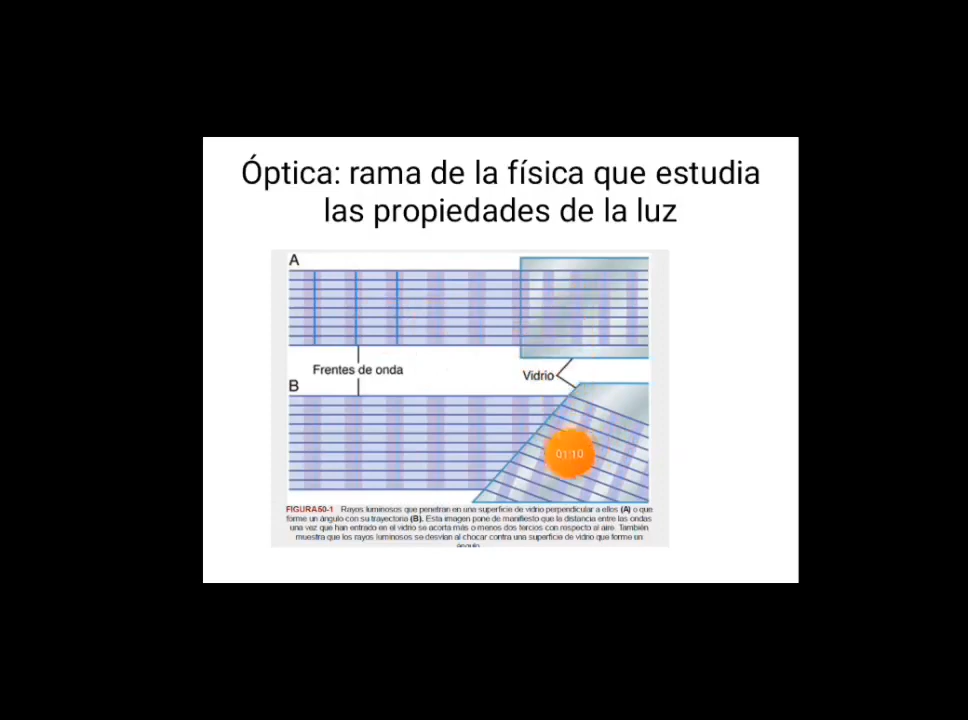 Óptica: rama de la física que estudia
las propiedades de la luz
A
Frentes de onda
Vidrio
B
01:10
FIGURA 50-1 Rayos luminosos que penetran en una superficie de vidrio perpendicular a ellos (A) o que
forme un ángulo con su trayectoria (B). Esta imagen pone de manifiesto que la distancia entre las ondas
una vez que han entrado en el vidrio se acorta más o menos dos tercios con respecto al aire. También
muestra que los rayos luminosos se desvían al chocar contra una superficie de vidrio que forme un
ángulo